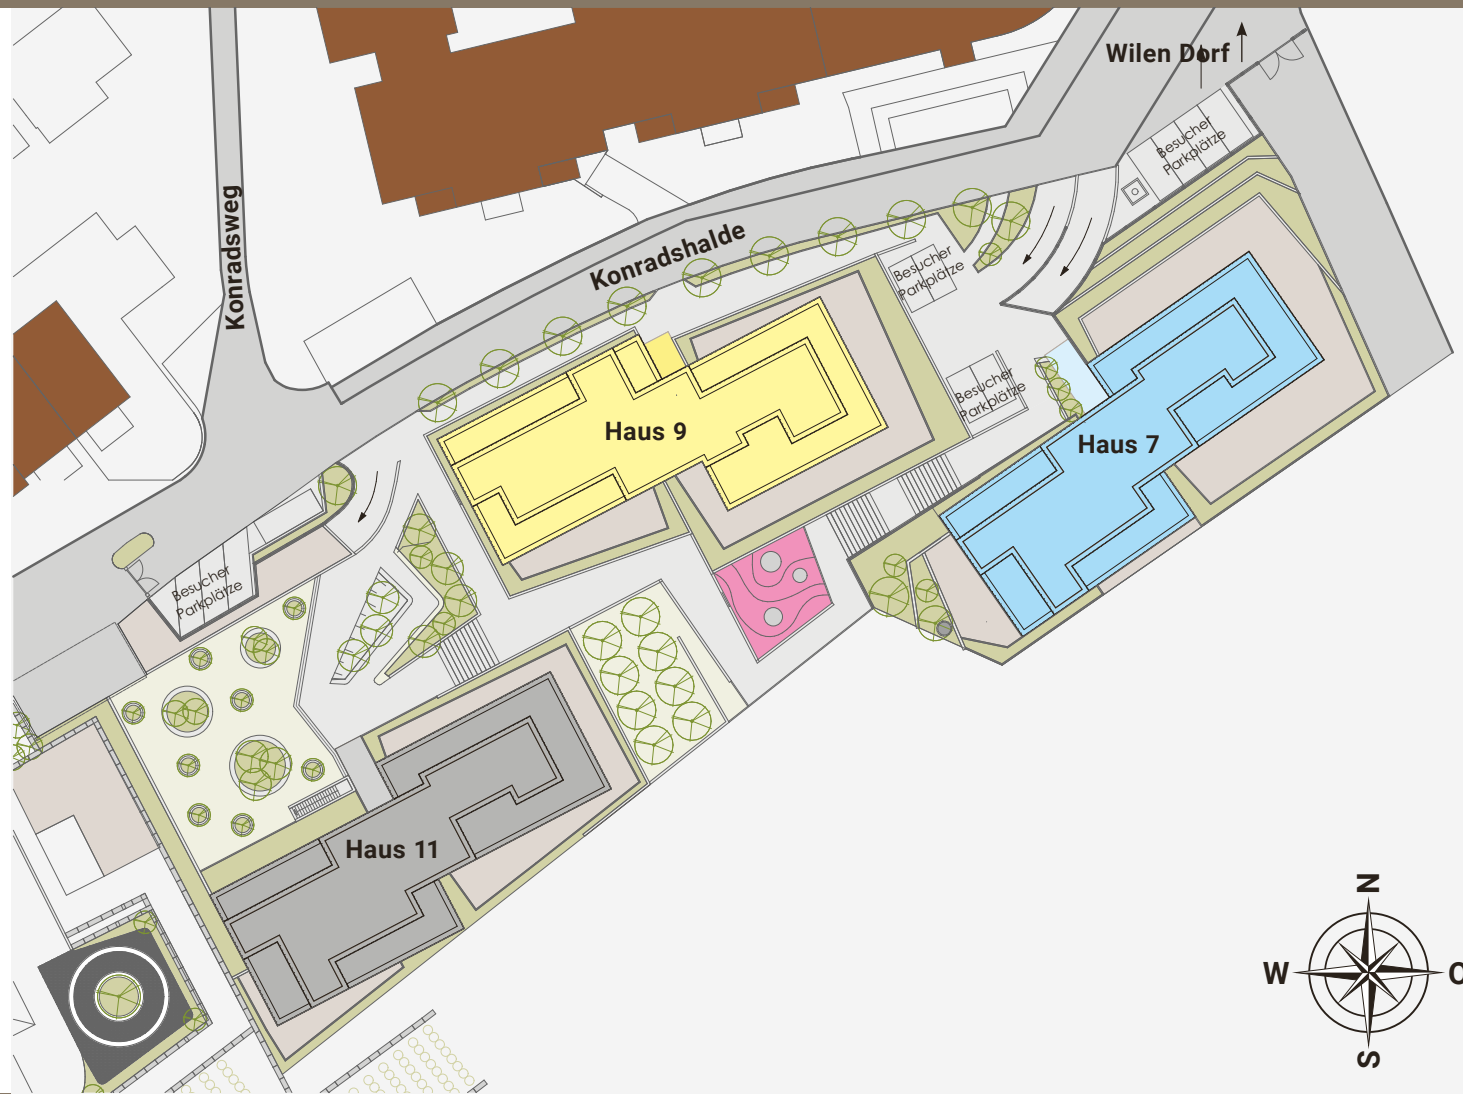 Wilen Dorf
Besucher
Parkplätze
Konradsweg
Konradshalde
Besucher
Parkplätze
Besucher
Parkplätze
Haus 9
Haus 7
Besucher
Parkplätze
Haus 11
N
W
O
S